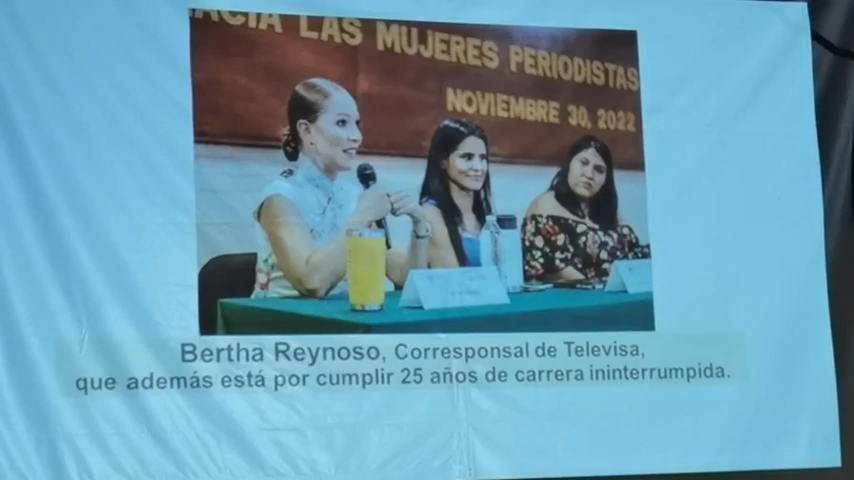 HACIA LAS MUJERES PERIODISTAS
NOVIEMBRE 30, 2022
Bertha Reynoso, Corresponsal de Televisa,
que además está por cumplir 25 años de carrera ininterrumpida.